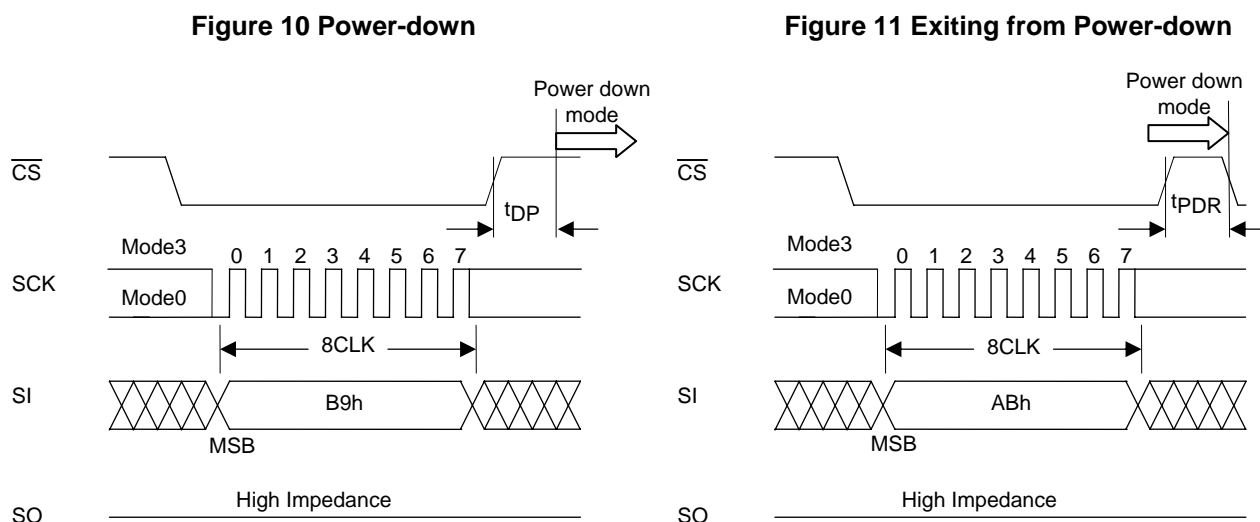 Figure 10 Power-down
Power down
mode
CS
tDP
Mode3
0 1 2 3 4 5 6 7
SCK
Mode0
8CLK
SI
B9h
MSB
High Impedance
SO
Figure 11 Exiting from Power-down
Power down
mode
CS
tPDR
Mode3
0 1 2 3 4 5 6 7
SCK
Mode0
8CLK
SI
ABh
MSB
High Impedance
SO